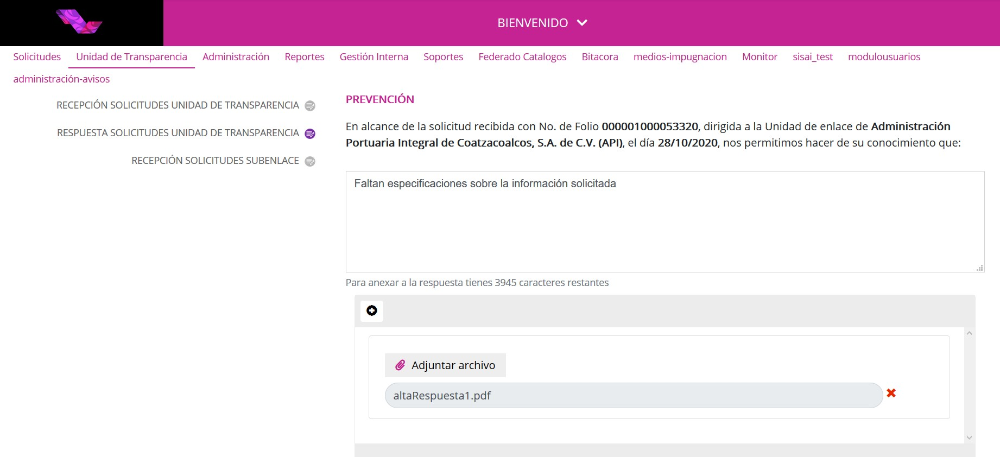 BIENVENIDO
Solicitudes Unidad de Transparencia Administración Reportes Gestión Interna Soportes Federado Catalogos Bitacora medios-impugnacion Monitor sisai_test modulousuarios
administración-avisos
RECEPCIÓN SOLICITUDES UNIDAD DE TRANSPARENCIA
RESPUESTA SOLICITUDES UNIDAD DE TRANSPARENCIA
RECEPCIÓN SOLICITUDES SUBENLACE
PREVENCIÓN
En alcance de la solicitud recibida con No. de Folio 000001000053320, dirigida a la Unidad de enlace de Administración
Portuaria Integral de Coatzacoalcos, S.A. de C.V. (API), el día 28/10/2020, nos permitimos hacer de su conocimiento que:
Faltan especificaciones sobre la información solicitada
Para anexar a la respuesta tienes 3945 caracteres restantes
Adjuntar archivo
altaRespuesta1.pdf